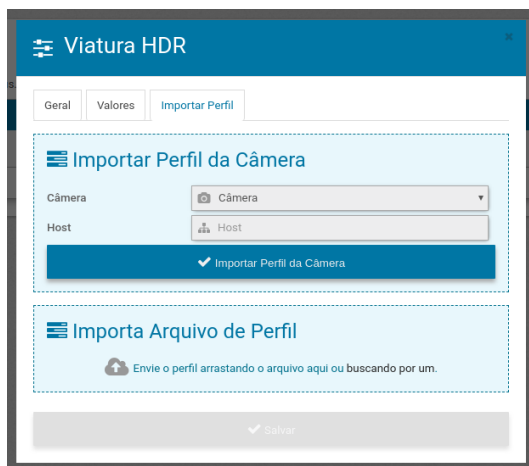 Viatura HDR
×
Geral Valores Importar Perfil
Importar Perfil da Câmera
Câmera Câmera
Host Host
Importar Perfil da Câmera
Importa Arquivo de Perfil
Envie o perfil arrastando o arquivo aqui ou buscando por um.
Salvar